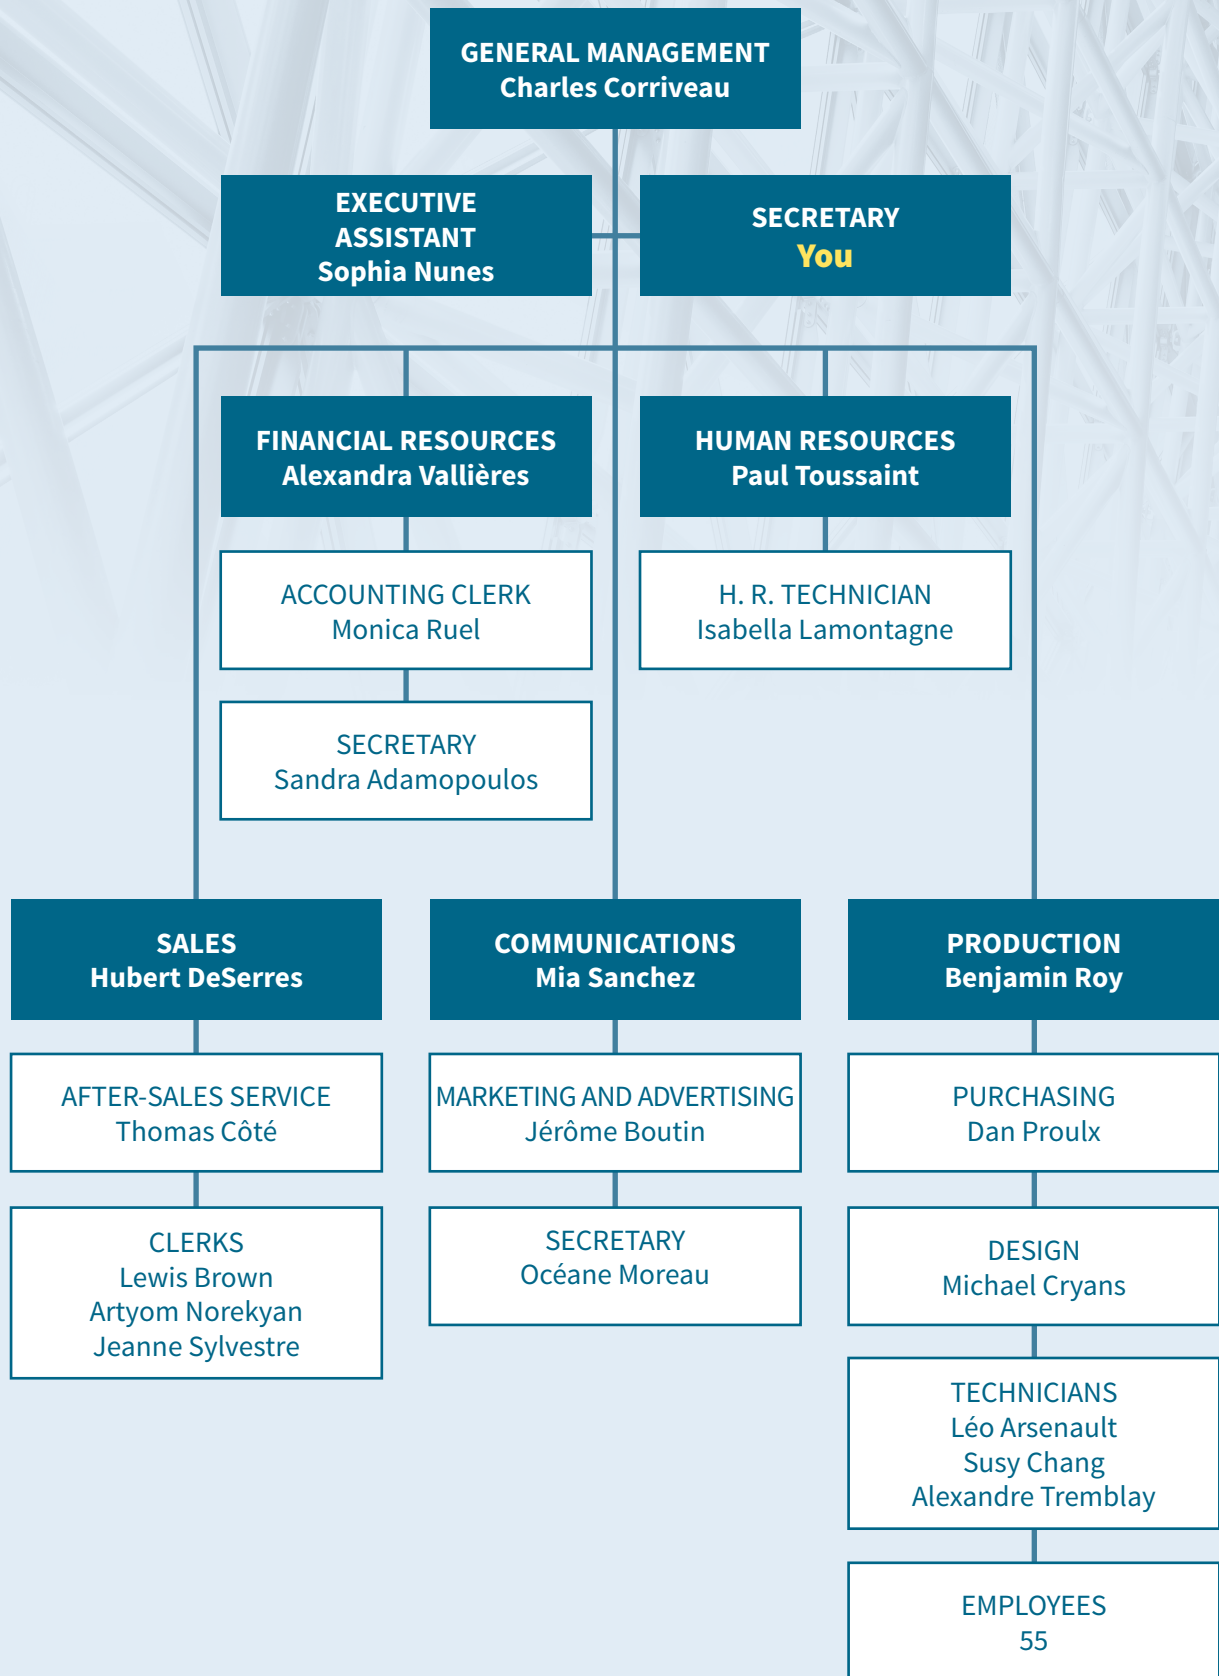 GENERAL MANAGEMENT
Charles Corriveau
EXECUTIVE
ASSISTANT
Sophia Nunes
SECRETARY
You
FINANCIAL RESOURCES
Alexandra Vallières
HUMAN RESOURCES
Paul Toussaint
ACCOUNTING CLERK
Monica Ruel
H. R. TECHNICIAN
Isabella Lamontagne
SECRETARY
Sandra Adamopoulos
SALES
Hubert DeSerres
COMMUNICATIONS
Mia Sanchez
PRODUCTION
Benjamin Roy
AFTER-SALES SERVICE
Thomas Côté
MARKETING AND ADVERTISING
Jérôme Boutin
PURCHASING
Dan Proulx
CLERKS
Lewis Brown
Artyom Norekyan
Jeanne Sylvestre
SECRETARY
Océane Moreau
DESIGN
Michael Cryans
TECHNICIANS
Léo Arsenault
Susy Chang
Alexandre Tremblay
EMPLOYEES
55